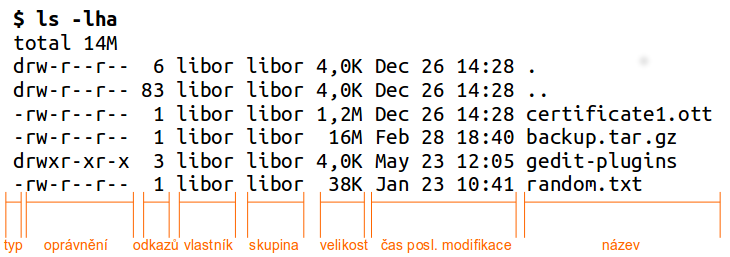 $ ls -lha
total 14M
drw-r--r-- 6 libor libor 4,0K Dec 26 14:28 .
drw-r--r-- 83 libor libor 4,0K Dec 26 14:28 ..
-rw-r--r-- 1 libor libor 1,2M Dec 26 14:28 certificate1.ott
-rw-r--r-- 1 libor libor 16M Feb 28 18:40 backup.tar.gz
drwxr-xr-x 3 libor libor 4,0K May 23 12:05 gedit-plugins
-rw-r--r-- 1 libor libor 38K Jan 23 10:41 random.txt
typ oprávnění odkazů vlastník skupina velikost čas posl. modifikace název